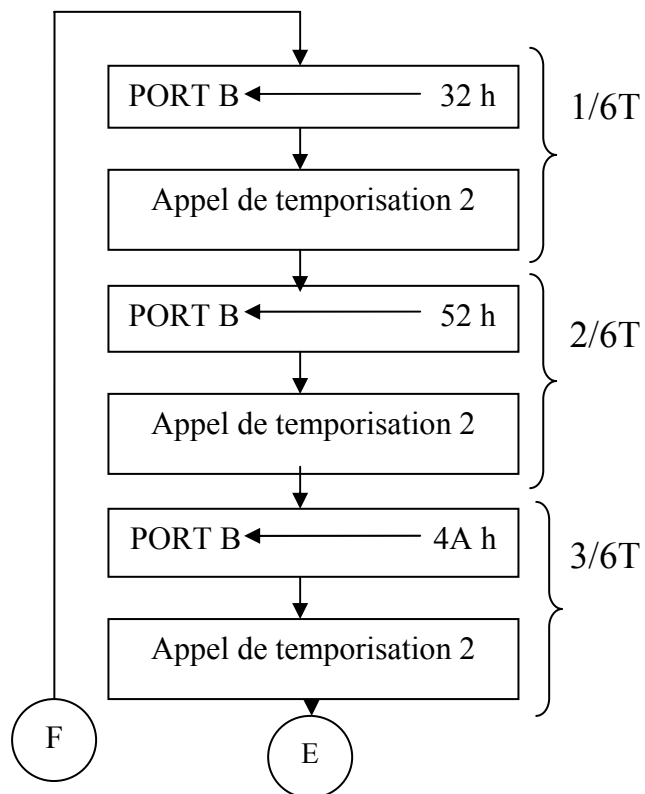 PORT B 32 h
1/6T
Appel de temporisation 2
PORT B 52 h
2/6T
Appel de temporisation 2
PORT B 4A h
3/6T
Appel de temporisation 2
F
E